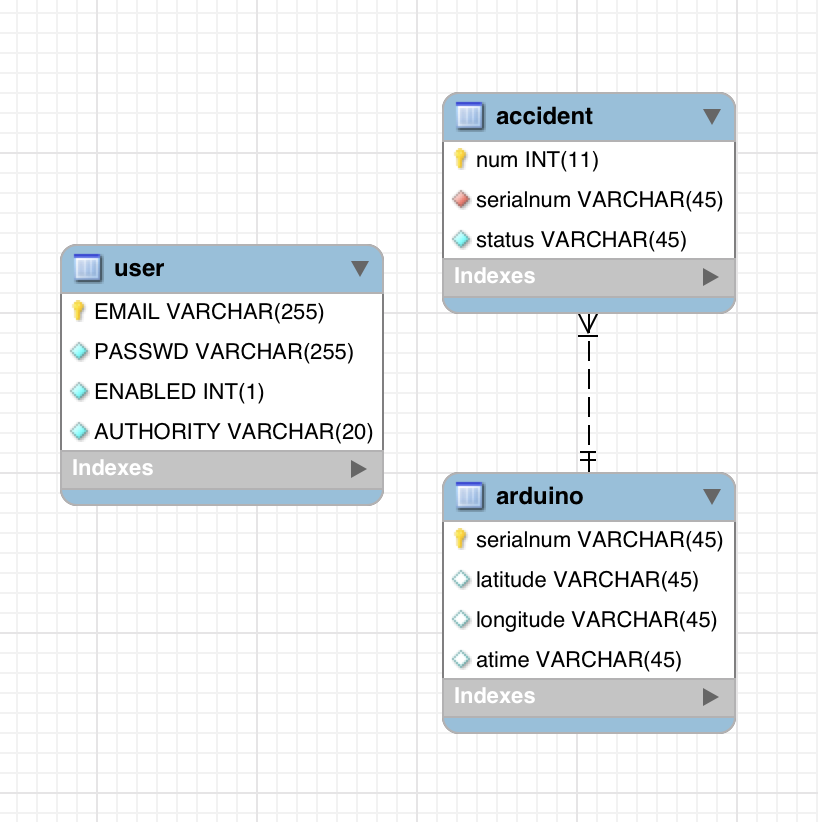 accident
num INT(11)
serialnum VARCHAR(45)
status VARCHAR(45)
Indexes
user
EMAIL VARCHAR(255)
PASSWD VARCHAR(255)
ENABLED INT(1)
AUTHORITY VARCHAR(20)
Indexes
arduino
serialnum VARCHAR(45)
latitude VARCHAR(45)
longitude VARCHAR(45)
atime VARCHAR(45)
Indexes